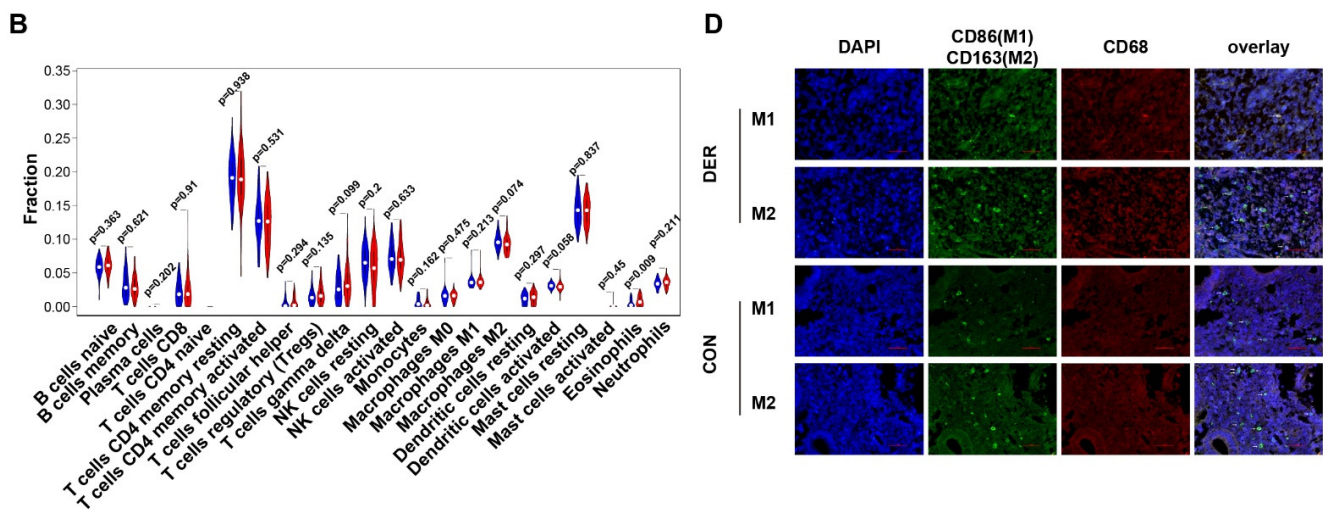 B
Fraction
0.35
0.30
0.25
0.20
0.15
0.10
0.05
0.00
p=0.363
p=0.621
p=0.202
p=0.91
p=0.938
p=0.531
p=0.294
p=0.135
p=0.099
p=0.2
p=0.633
p=0.162
p=0.475
p=0.213
p=0.074
p=0.297
p=0.058
p=0.837
p=0.45
p=0.009
p=0.211
B cells naive
B cells memory
Plasma cells
T cells CD8
T cells CD4 naive
T cells CD4 memory resting
T cells CD4 memory activated
T cells follicular helper
T cells regulatory (Tregs)
T cells gamma delta
NK cells resting
NK cells activated
Monocytes
Macrophages M0
Macrophages M1
Macrophages M2
Dendritic cells resting
Dendritic cells activated
Mast cells resting
Mast cells activated
Eosinophils
Neutrophils
D
DAPI
CD86(M1)
CD163(M2)
CD68
overlay
DER
M1
M2
CON
M1
M2